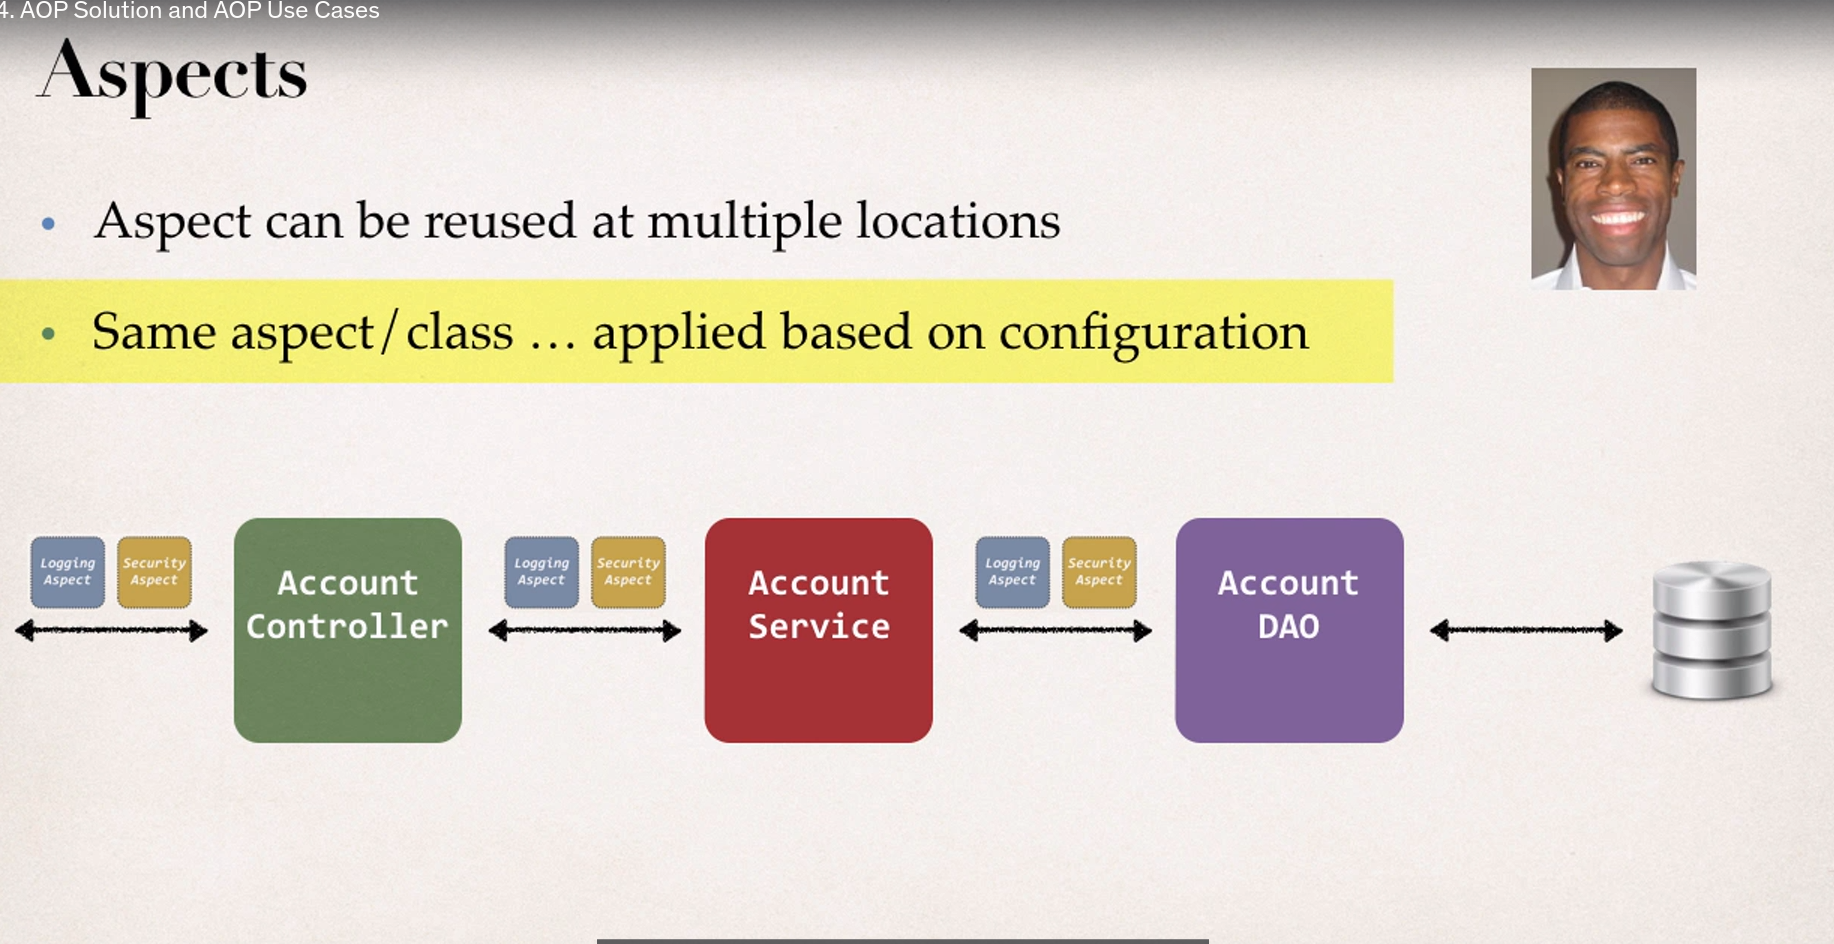 4. AOP Solution and AOP Use Cases
Aspects
• Aspect can be reused at multiple locations
• Same aspect/class … applied based on configuration
Logging
Aspect
Security
Aspect
Account
Controller
Logging
Aspect
Security
Aspect
Account
Service
Logging
Aspect
Security
Aspect
Account
DAO